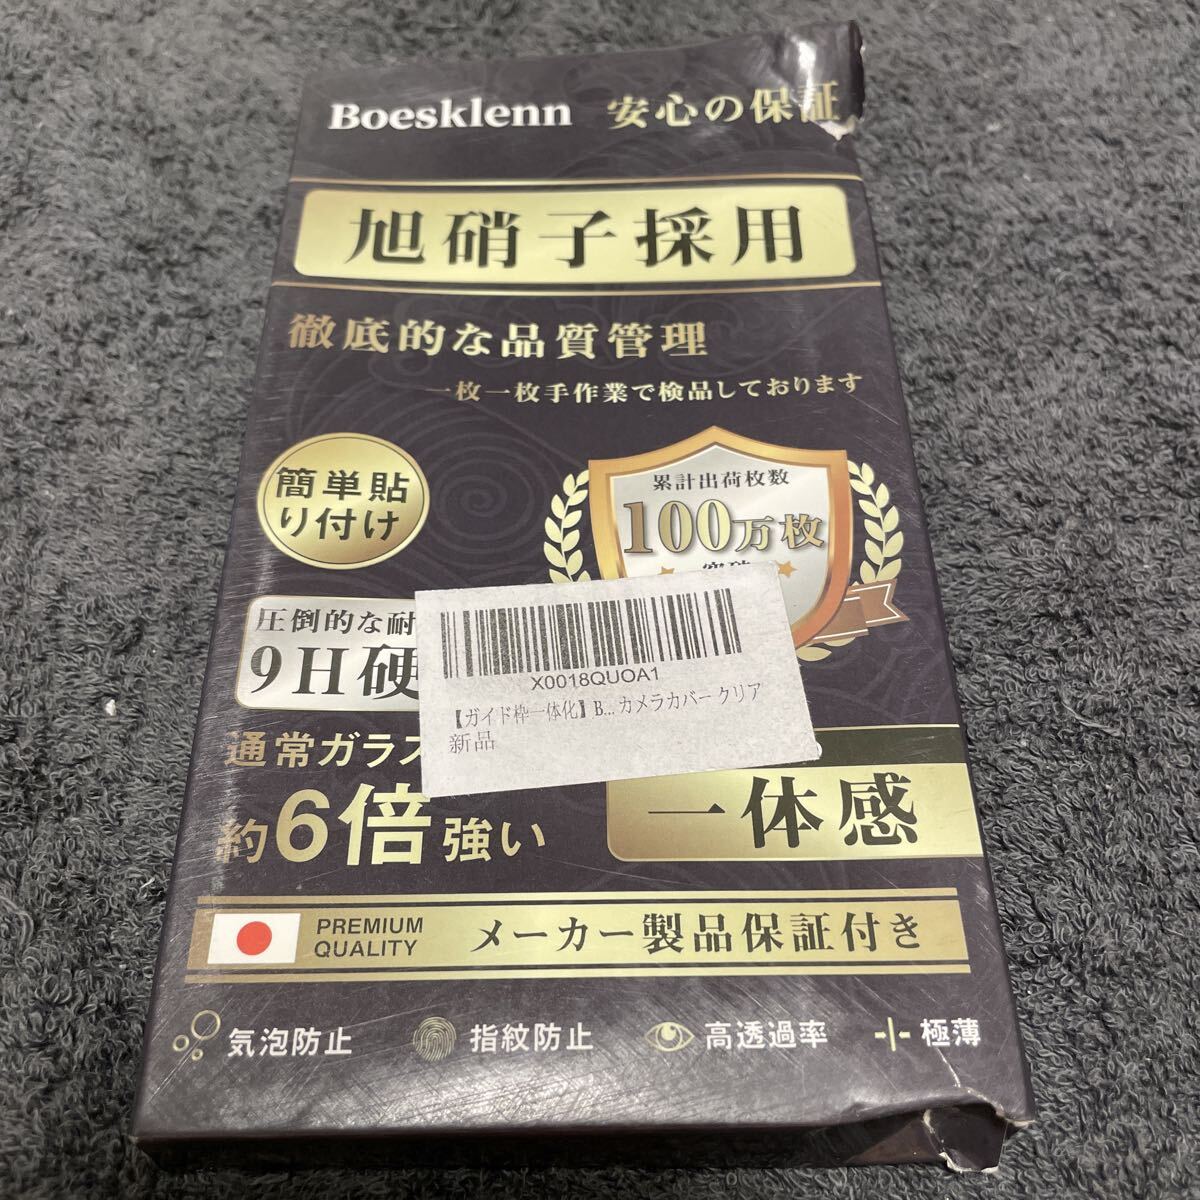 Boesklenn 安心の保証
旭硝子採用
徹底的な品質管理
一枚一枚手作業で検品しております
簡単貼
り付け
累計出荷枚数
100万枚
圧倒的な耐
9H硬
X0018QUOA1
【ガイド枠一体化】B... カメラカバー クリア
新品
通常ガラス
約6倍強い
一体感
PREMIUM
QUALITY
メーカー製品保証付き
気泡防止 指紋防止 高透過率 極薄